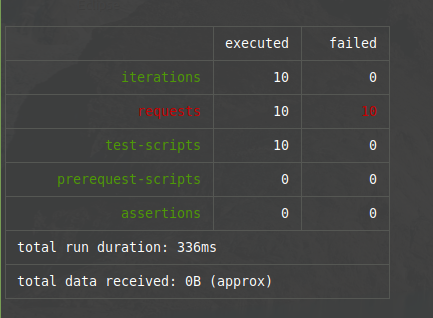 executed failed
iterations 10 0
requests 10 10
test-scripts 10 0
prerequest-scripts 0 0
assertions 0 0
total run duration: 336ms
total data received: 0B (approx)